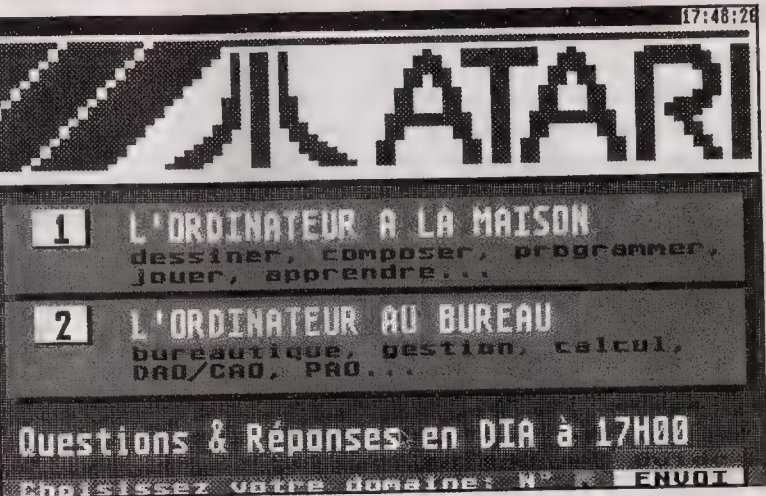 17:48:28
ATARI
1 L'ORDINATEUR A LA MAISON
dessiner, composer, programmer,
jouer, apprendre...
2 L'ORDINATEUR AU BUREAU
bureautique, gestion, calcul,
DAO/CAO, PAO...
Questions & Réponses en DIA à 17H00
Choisissez votre domaine: N° ENVOI